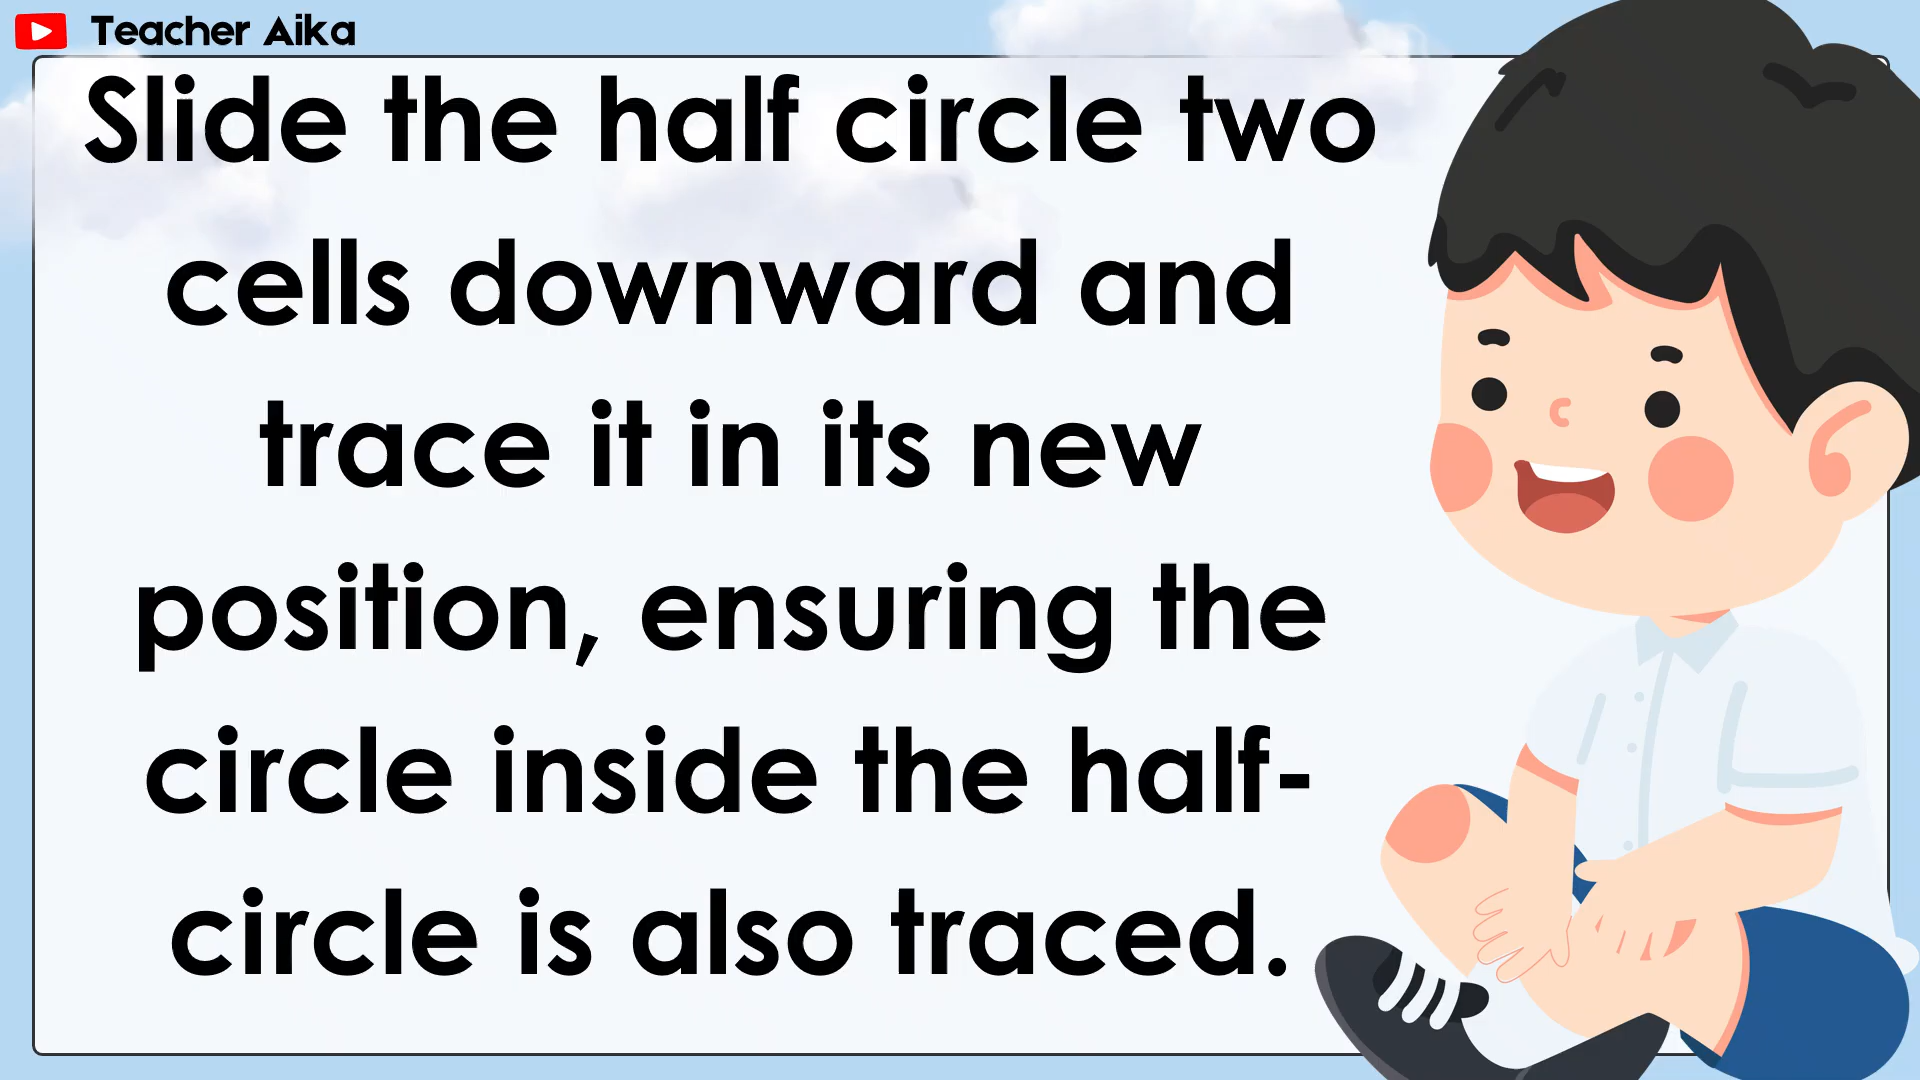 Teacher Aika
Slide the half circle two
cells downward and
trace it in its new
position, ensuring the
circle inside the half-
circle is also traced.